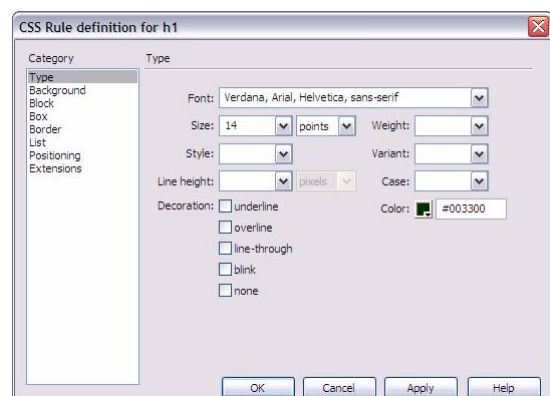 CSS Rule definition for h1
Category
Type
Background
Block
Box
Border
List
Positioning
Extensions
Type
Font: Verdana, Arial, Helvetica, sans-serif
Size: 14 points Weight:
Style: Variant:
Line height: pixels Case:
Decoration: underline Color: #003300
overline
line-through
blink
none
OK Cancel Apply Help